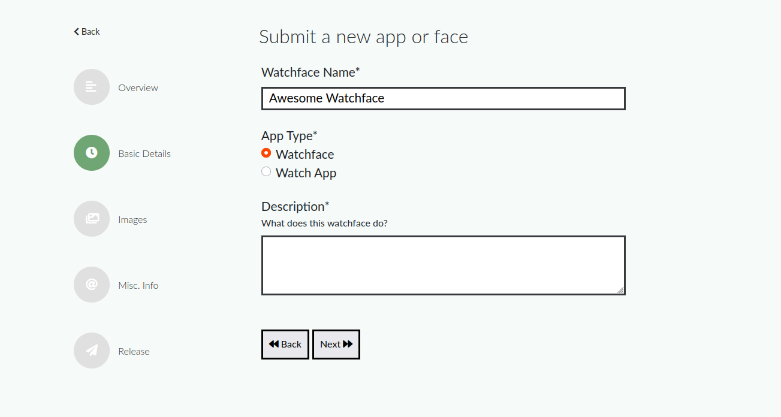 Back
Submit a new app or face
Overview
Basic Details
Images
Misc. Info
Release
Watchface Name*
Awesome Watchface
App Type*
Watchface
Watch App
Description*
What does this watchface do?
Back
Next